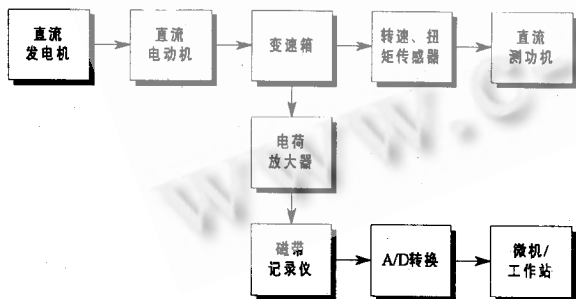 直流
发电机
直流
电动机
变速箱
转速、扭
矩传感器
直流
测功机
电荷
放大器
磁带
记录仪
A/D转换
微机/
工作站
www.c